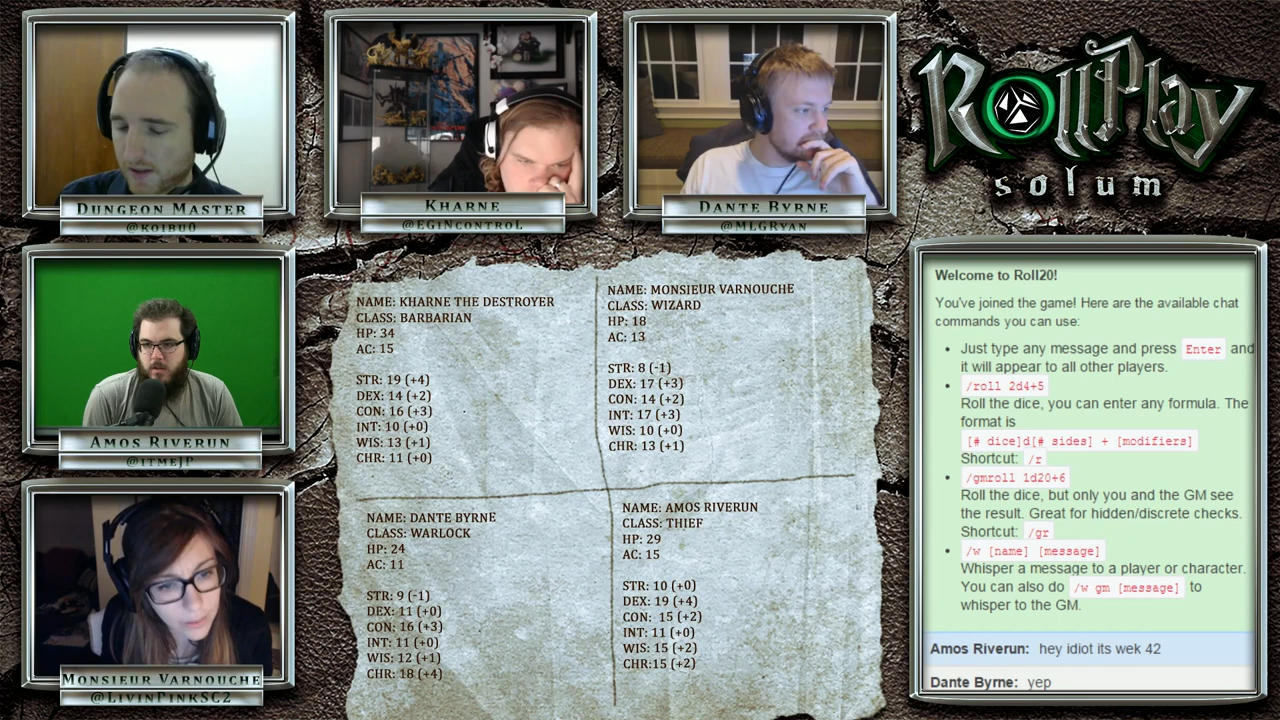 DUNGEON MASTER
@KOIBU0
KHARNE
@EGINCONTROL
DANTE BYRNE
@MLGRYAN
RollPlay
solum
AMOS RIVERUN
@ITMEJP
MONSIEUR VARNOUCHE
@LIVINPINKSC2
NAME: KHARNE THE DESTROYER
CLASS: BARBARIAN
HP: 34
AC: 15
STR: 19 (+4)
DEX: 14 (+2)
CON: 16 (+3)
INT: 10 (+0)
WIS: 13 (+1)
CHR: 11 (+0)
NAME: MONSIEUR VARNOUCHE
CLASS: WIZARD
HP: 18
AC: 13
STR: 8 (-1)
DEX: 17 (+3)
CON: 14 (+2)
INT: 17 (+3)
WIS: 10 (+0)
CHR: 13 (+1)
NAME: DANTE BYRNE
CLASS: WARLOCK
HP: 24
AC: 11
STR: 9 (-1)
DEX: 11 (+0)
CON: 16 (+3)
INT: 11 (+0)
WIS: 12 (+1)
CHR: 18 (+4)
NAME: AMOS RIVERUN
CLASS: THIEF
HP: 29
AC: 15
STR: 10 (+0)
DEX: 19 (+4)
CON: 15 (+2)
INT: 11 (+0)
WIS: 15 (+2)
CHR:15 (+2)
Welcome to Roll20!
You've joined the game! Here are the available chat
commands you can use:
• Just type any message and press Enter and
it will appear to all other players.
• /roll 2d4+5
Roll the dice, you can enter any formula. The
format is
[# dice]d[# sides] + [modifiers]
Shortcut: /r
• /gmroll 1d20+6
Roll the dice, but only you and the GM see
the result. Great for hidden/discrete checks.
Shortcut: /gr
• /w [name] [message]
Whisper a message to a player or character.
You can also do /w gm [message] to
whisper to the GM.
Amos Riverun: hey idiot its wek 42
Dante Byrne: yep